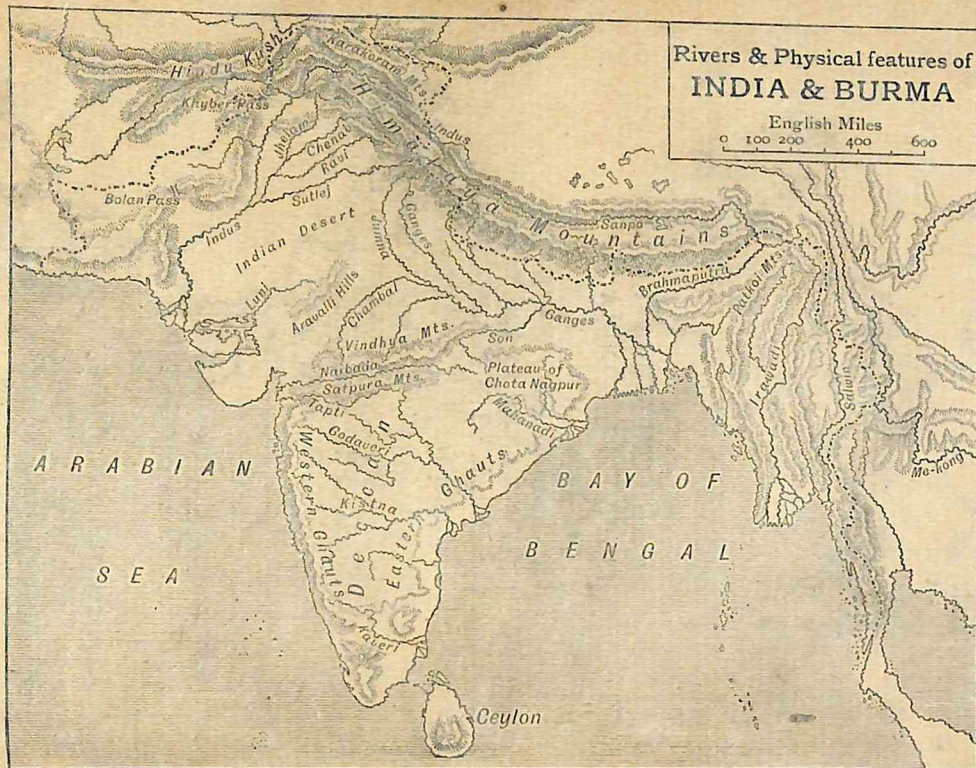 Rivers & Physical features of
INDIA & BURMA
English Miles
0 100 200 400 600
Hindu Kush
Karakoram Mts.
Khyber Pass
Himalaya Mountains
Indus
Jhelam
Chenab
Ravi
Bolan Pass
Sutlej
Indus
Indian Desert
Jumna
Ganges
Sanpo
Brahmaputra
Patkoi Mts.
Luni
Aravalli Hills
Chambal
Ganges
Vindhya Mts.
Son
Narbada
Satpura Mts.
Plateau of
Chota Nagpur
Tapti
Mahanadi
Irawadi
Salwin
Me-kong
Godaveri
Western Ghauts
Deccan
Eastern Ghauts
Kistna
Kaveri
ARABIAN
SEA
BAY OF
BENGAL
Ceylon